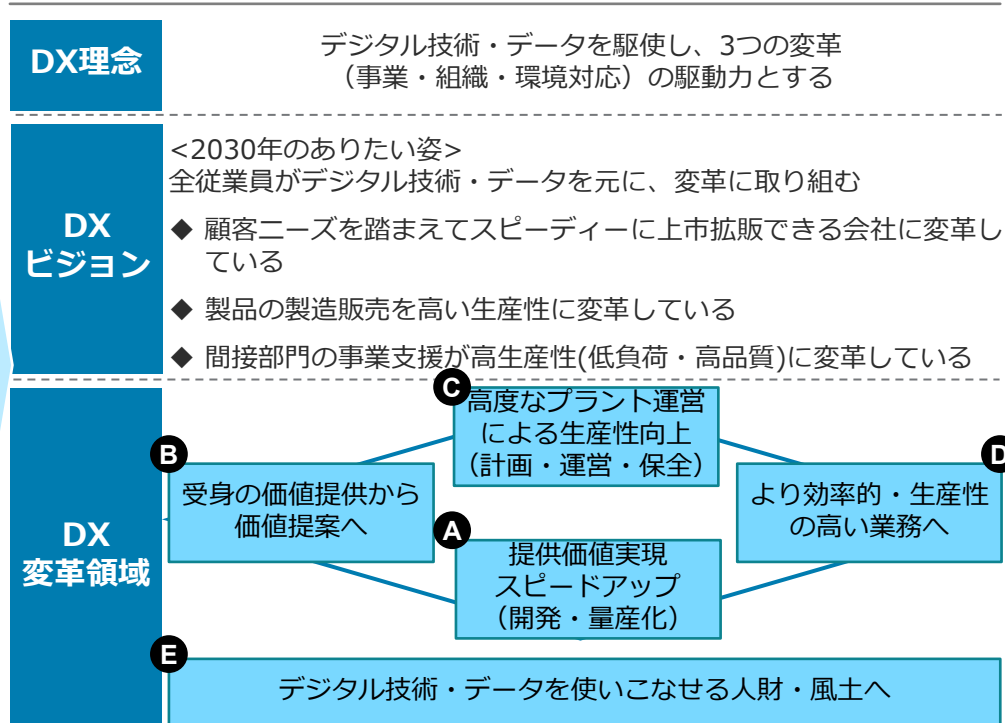 DX理念
デジタル技術・データを駆使し、3つの変革
（事業・組織・環境対応）の駆動力とする
DX
ビジョン
<2030年のありたい姿>
全従業員がデジタル技術・データを元に、変革に取り組む
◆ 顧客ニーズを踏まえてスピーディーに上市拡販できる会社に変革し
ている
◆ 製品の製造販売を高い生産性に変革している
◆ 間接部門の事業支援が高生産性(低負荷・高品質)に変革している
DX
変革領域
C
高度なプラント運営
による生産性向上
（計画・運営・保全）
B
受身の価値提供から
価値提案へ
D
より効率的・生産性
の高い業務へ
A
提供価値実現
スピードアップ
（開発・量産化）
E
デジタル技術・データを使いこなせる人財・風土へ